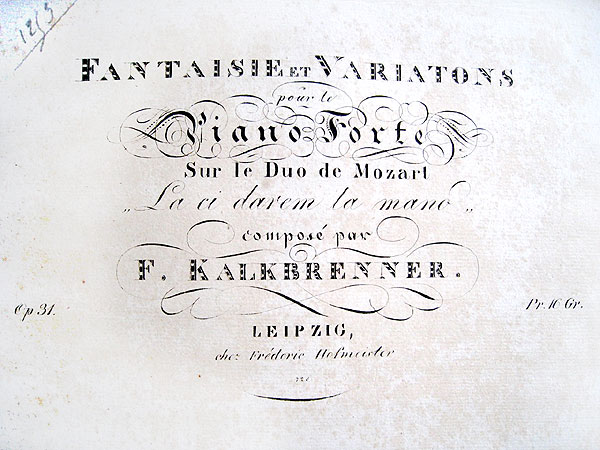 1213
FANTAISIE ET VARIATONS
pour le
Piano-Forte
Sur le Duo de Mozart
„La ci darem la mano„
composé par
F. KALKBRENNER.
Op 31. Pr. 16 Gr.
LEIPZIG,
chez Fréderic Hofmeister